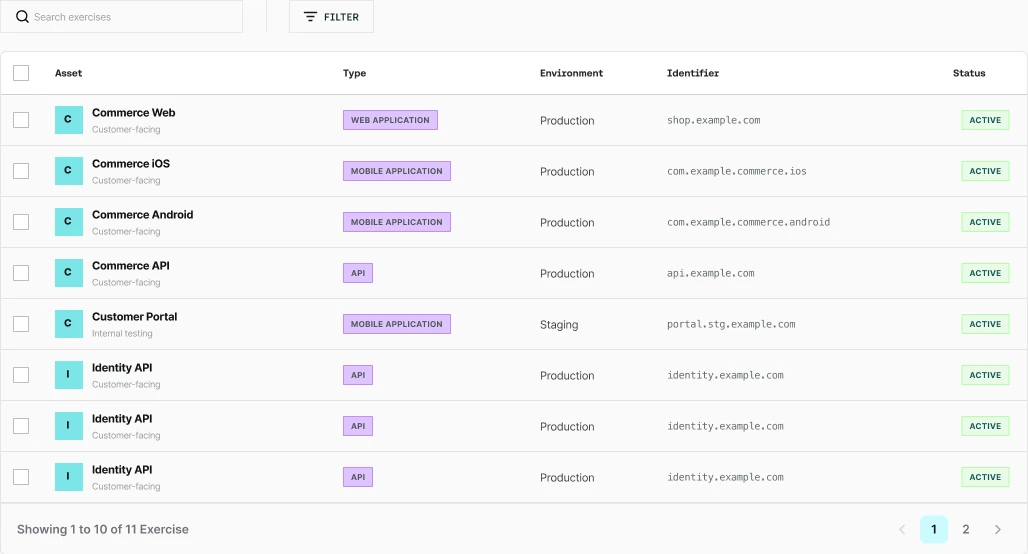 Search exercises
FILTER
Asset Type Environment Identifier Status
C Commerce Web WEB APPLICATION Production shop.example.com ACTIVE
Customer-facing
C Commerce iOS MOBILE APPLICATION Production com.example.commerce.ios ACTIVE
Customer-facing
C Commerce Android MOBILE APPLICATION Production com.example.commerce.android ACTIVE
Customer-facing
C Commerce API API Production api.example.com ACTIVE
Customer-facing
C Customer Portal MOBILE APPLICATION Staging portal.stg.example.com ACTIVE
Internal testing
I Identity API API Production identity.example.com ACTIVE
Customer-facing
I Identity API API Production identity.example.com ACTIVE
Customer-facing
I Identity API API Production identity.example.com ACTIVE
Customer-facing
Showing 1 to 10 of 11 Exercise 1 2